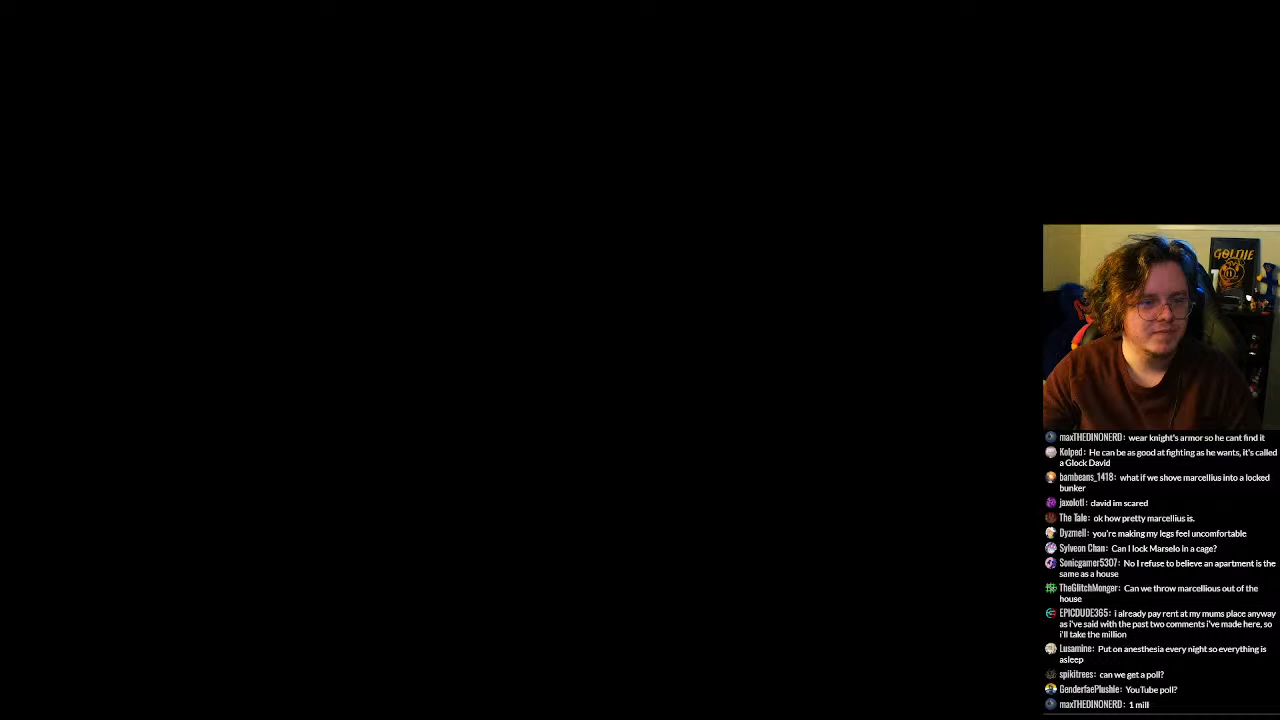 GOLDIE
maxTHEDINONERD: wear knight's armor so he cant find it
Kolped: He can be as good at fighting as he wants, it's called
a Glock David
bambeans_1418: what if we shove marcellius into a locked
bunker
jaxolotl: david im scared
The Tale: ok how pretty marcellius is.
Dyzmell: you're making my legs feel uncomfortable
Sylveon Chan: Can I lock Marselo in a cage?
Sonicgamer5307: No I refuse to believe an apartment is the
same as a house
TheGlitchMonger: Can we throw marcellious out of the
house
EPICDUDE365: i already pay rent at my mums place anyway
as i've said with the past two comments i've made here, so
i'll take the million
Lusamine: Put on anesthesia every night so everything is
asleep
spikitrees: can we get a poll?
GenderfaePlushie: YouTube poll?
maxTHEDINONERD: 1 mill